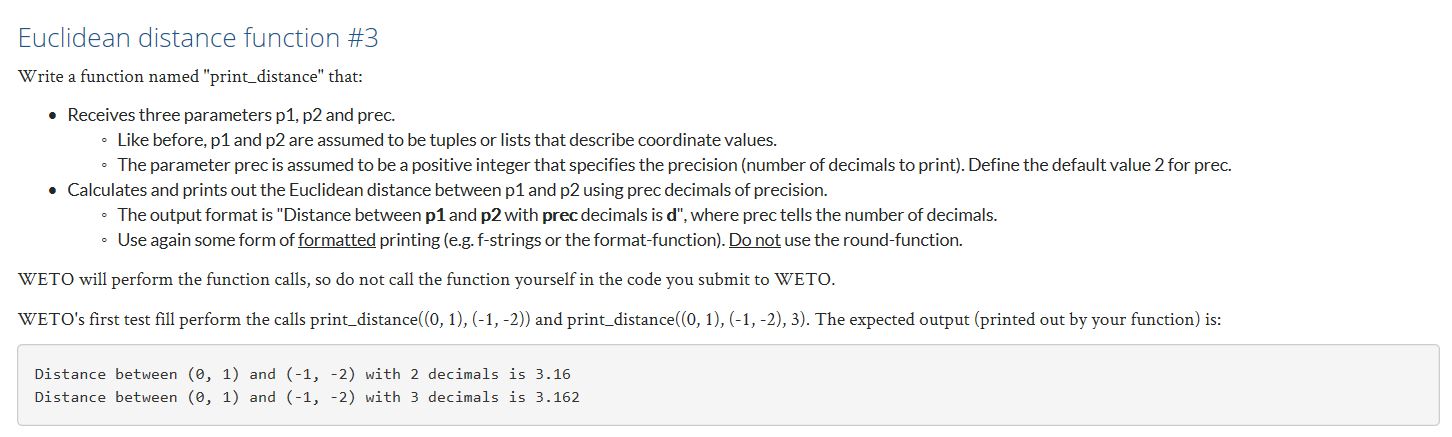 Euclidean distance function #3
Write a function named "print_distance" that:
• Receives three parameters p1, p2 and prec.
◦ Like before, p1 and p2 are assumed to be tuples or lists that describe coordinate values.
◦ The parameter prec is assumed to be a positive integer that specifies the precision (number of decimals to print). Define the default value 2 for prec.
• Calculates and prints out the Euclidean distance between p1 and p2 using prec decimals of precision.
◦ The output format is "Distance between p1 and p2 with prec decimals is d", where prec tells the number of decimals.
◦ Use again some form of formatted printing (e.g. f-strings or the format-function). Do not use the round-function.
WETO will perform the function calls, so do not call the function yourself in the code you submit to WETO.
WETO's first test fill perform the calls print_distance((0, 1), (-1, -2)) and print_distance((0, 1), (-1, -2), 3). The expected output (printed out by your function) is:
Distance between (0, 1) and (-1, -2) with 2 decimals is 3.16
Distance between (0, 1) and (-1, -2) with 3 decimals is 3.162